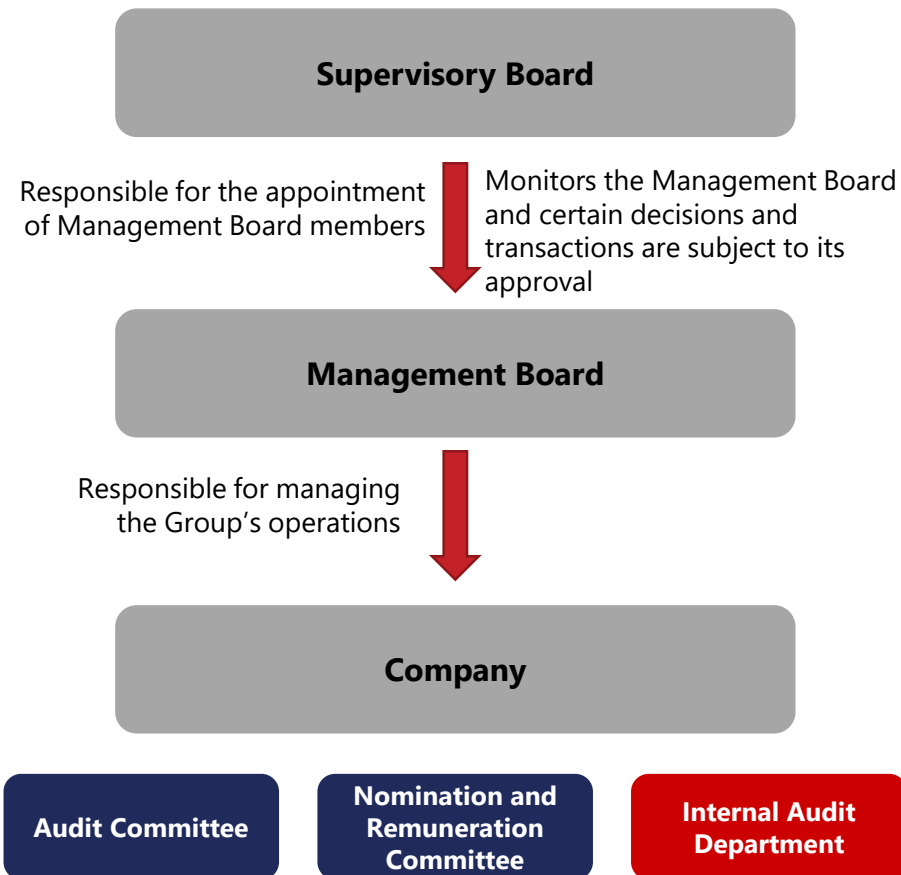 Supervisory Board
Responsible for the appointment
of Management Board members
Monitors the Management Board
and certain decisions and
transactions are subject to its
approval
Management Board
Responsible for managing
the Group’s operations
Company
Audit Committee
Nomination and
Remuneration
Committee
Internal Audit
Department